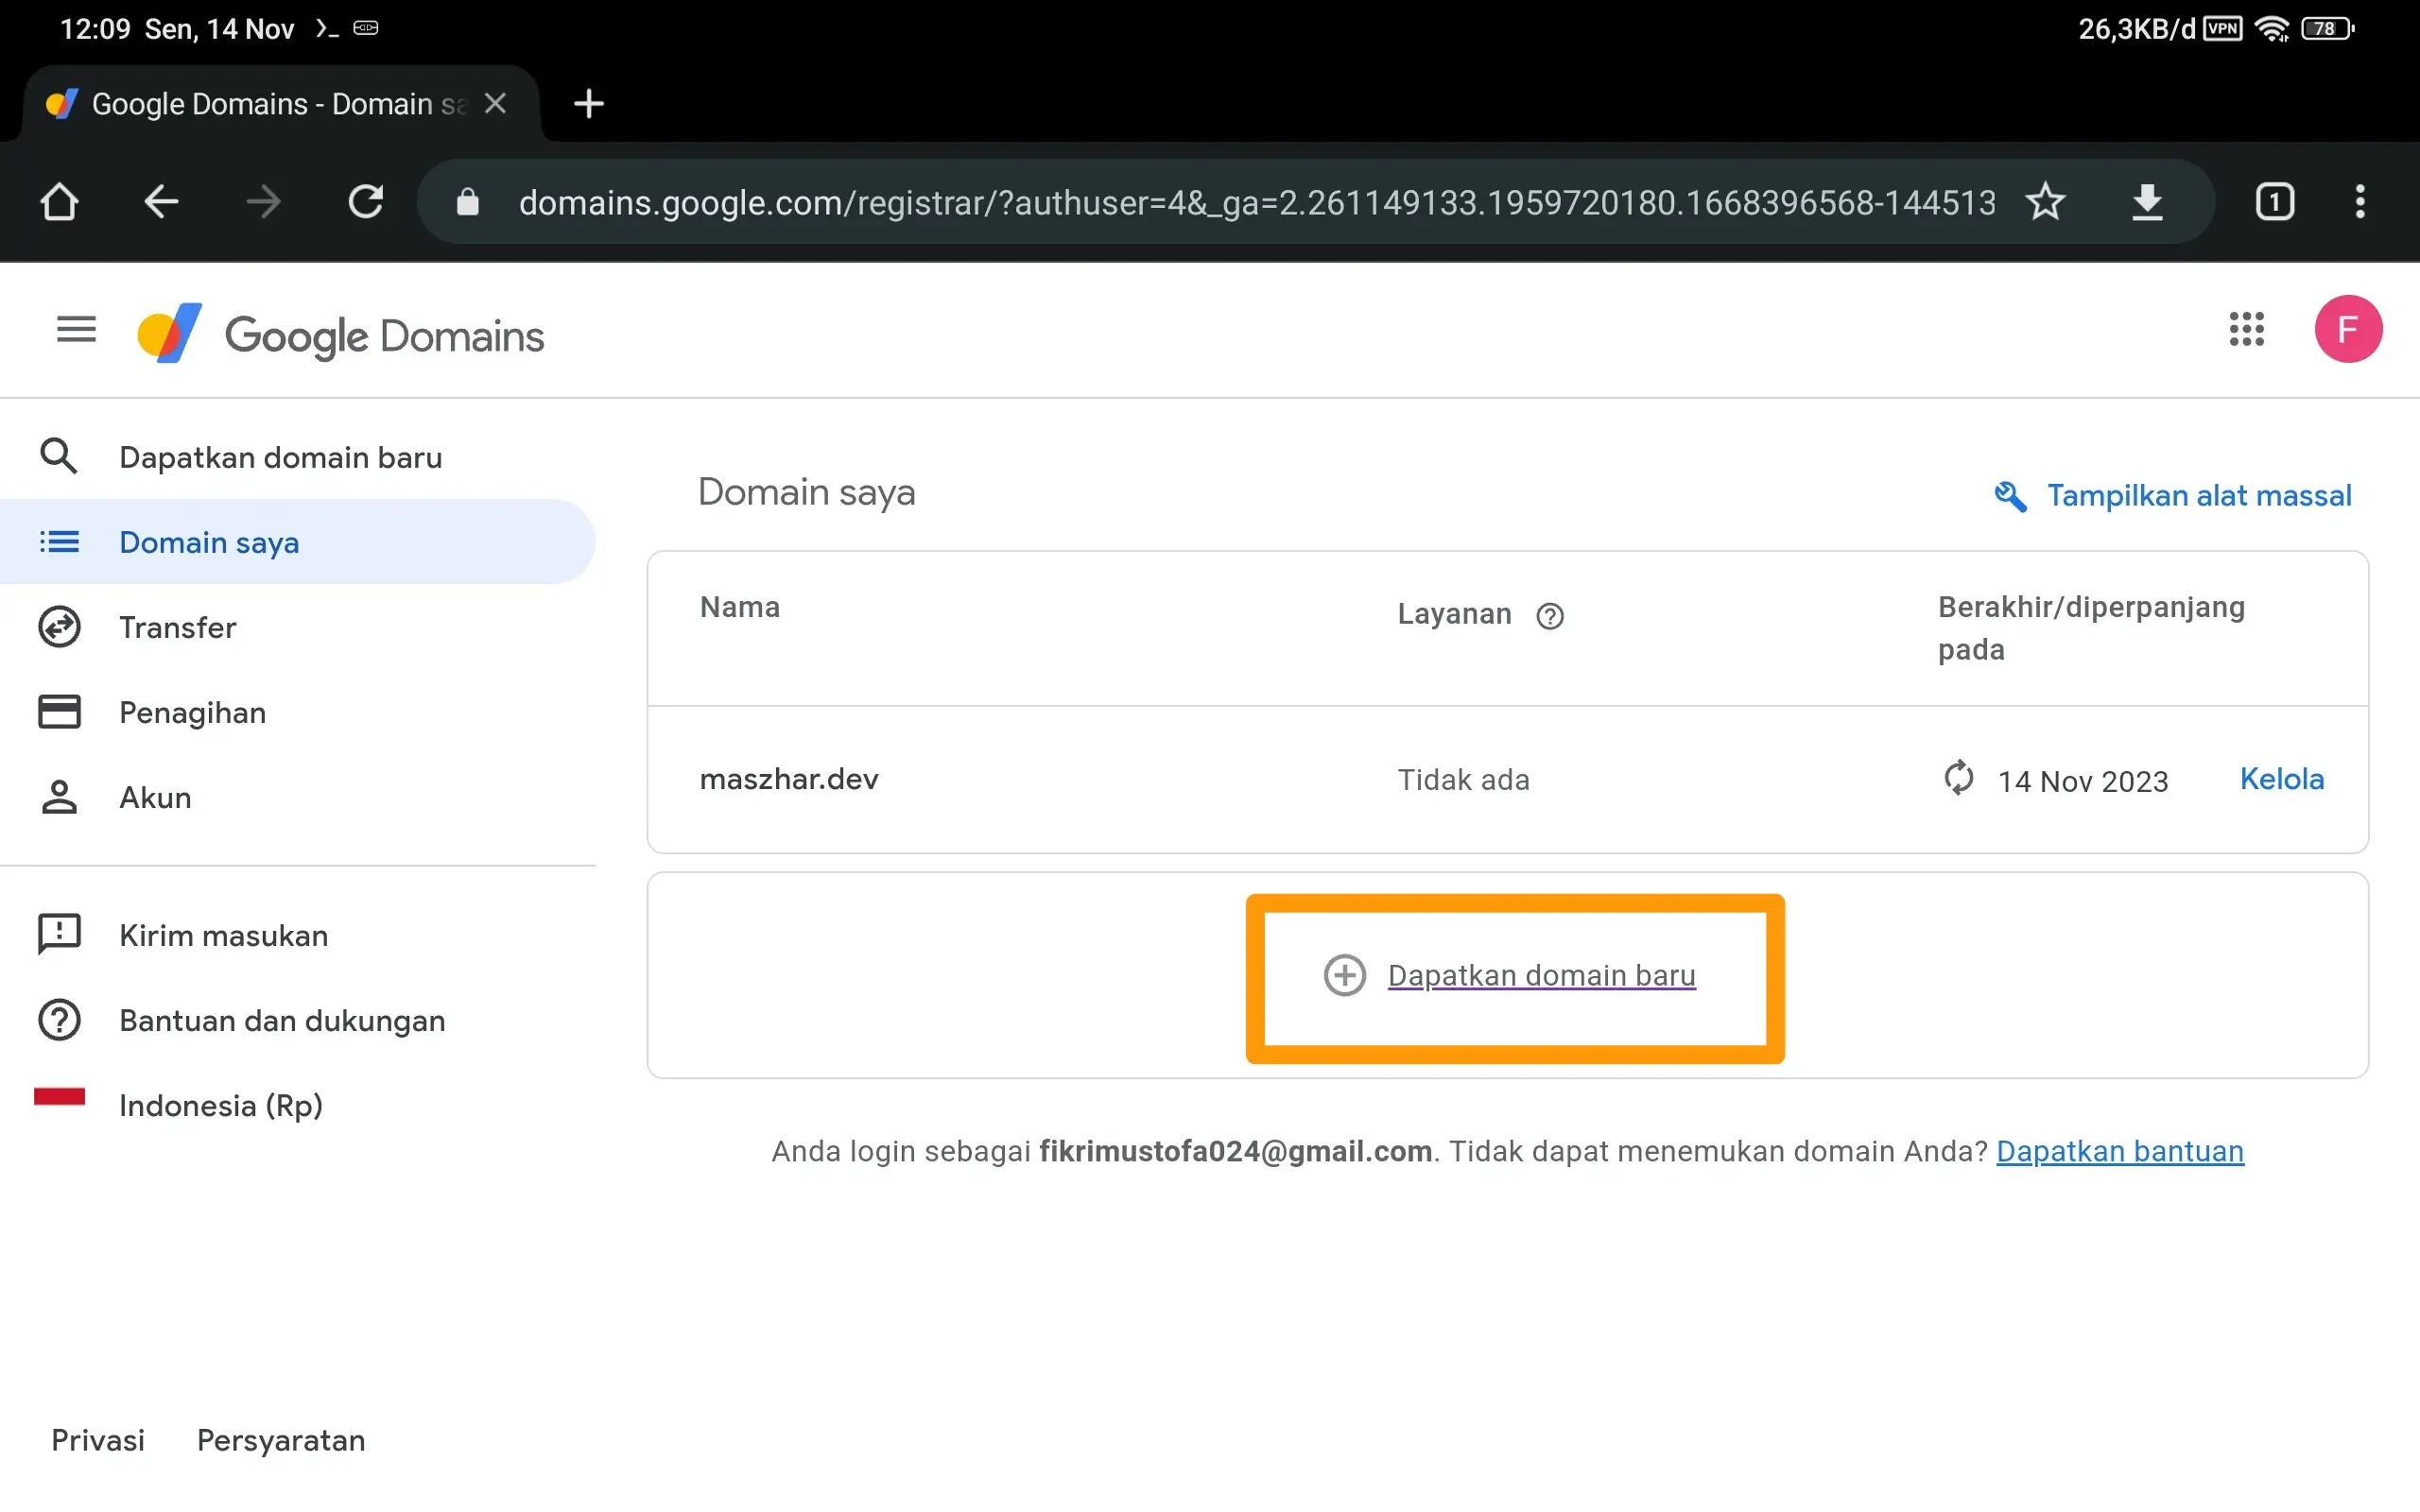 12:09 Sen, 14 Nov
26,3KB/d VPN 78
Google Domains - Domain sa
domains.google.com/registrar/?authuser=4&_ga=2.261149133.1959720180.1668396568-144513
1
Google Domains
F
Dapatkan domain baru
Domain saya
Transfer
Penagihan
Akun
Kirim masukan
Bantuan dan dukungan
Indonesia (Rp)
Privasi Persyaratan
Domain saya
Tampilkan alat massal
Nama
Layanan
Berakhir/diperpanjang
pada
maszhar.dev
Tidak ada
14 Nov 2023
Kelola
Dapatkan domain baru
Anda login sebagai fikrimustofa024@gmail.com. Tidak dapat menemukan domain Anda? Dapatkan bantuan